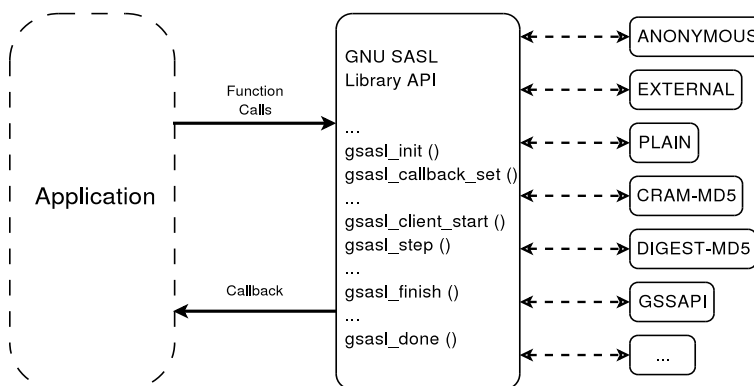 Application
Function
Calls
Callback
GNU SASL
Library API
...
gsasl_init ()
gsasl_callback_set ()
...
gsasl_client_start ()
gsasl_step ()
...
gsasl_finish ()
...
gsasl_done ()
ANONYMOUS
EXTERNAL
PLAIN
CRAM-MD5
DIGEST-MD5
GSSAPI
...